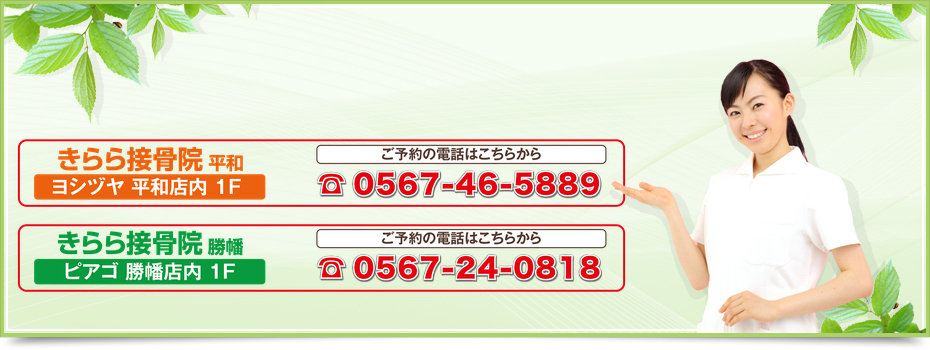 きらら接骨院 平和
ヨシヅヤ 平和店内 1F
ご予約の電話はこちらから
☎ 0567-46-5889
きらら接骨院 勝幡
ピアゴ 勝幡店内 1F
ご予約の電話はこちらから
☎ 0567-24-0818